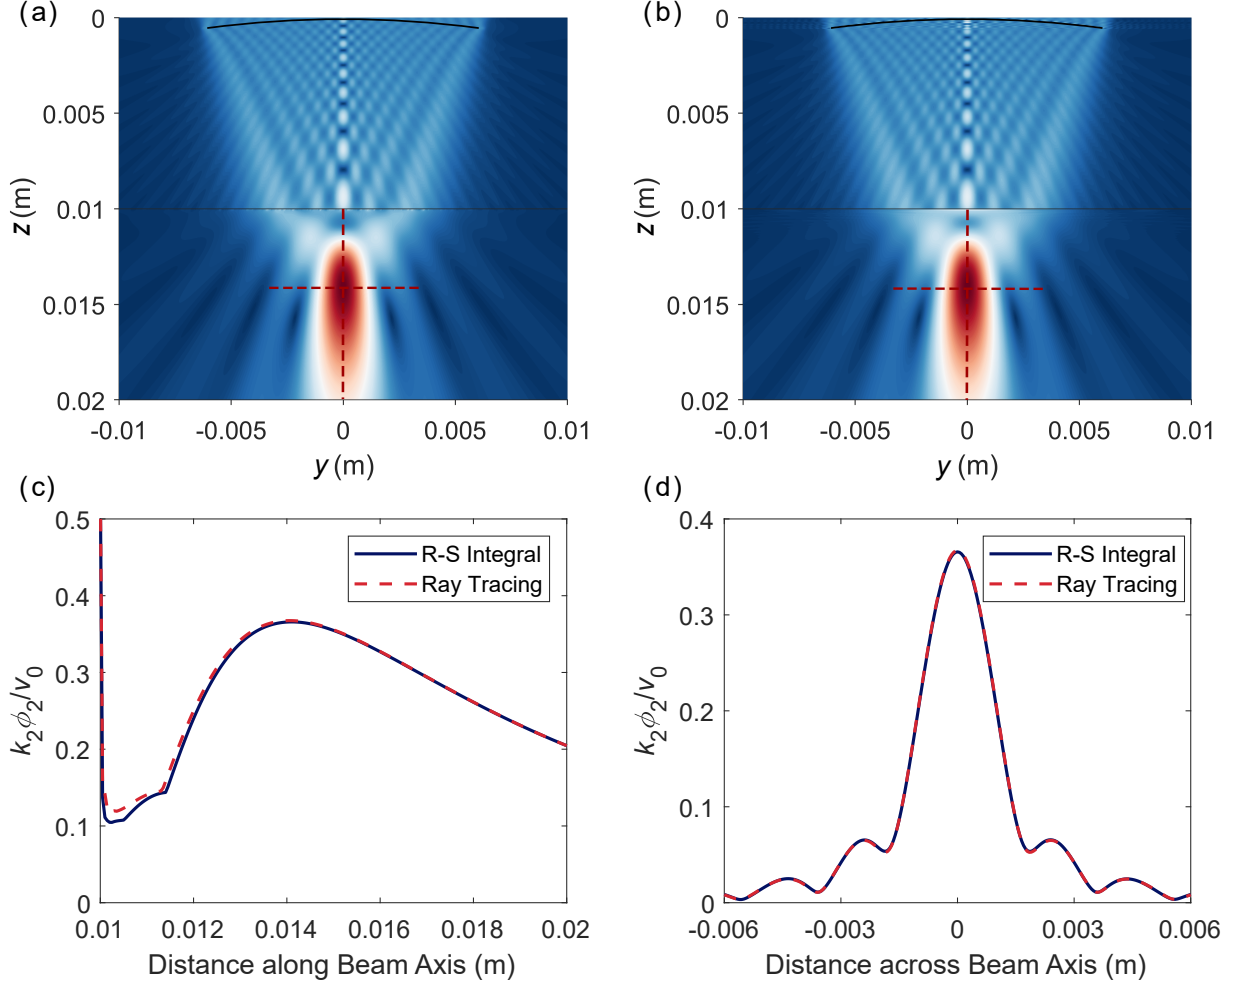 (a)
0
0.005
0.01
0.015
0.02
z (m)
-0.01 -0.005 0 0.005 0.01
y (m)
(b)
0
0.005
0.01
0.015
0.02
z (m)
-0.01 -0.005 0 0.005 0.01
y (m)
(c)
0.5
0.4
0.3
0.2
0.1
0
k₂ϕ₂/v₀
R-S Integral
Ray Tracing
0.01 0.012 0.014 0.016 0.018 0.02
Distance along Beam Axis (m)
(d)
0.4
0.3
0.2
0.1
0
k₂ϕ₂/v₀
R-S Integral
Ray Tracing
-0.006 -0.003 0 0.003 0.006
Distance across Beam Axis (m)